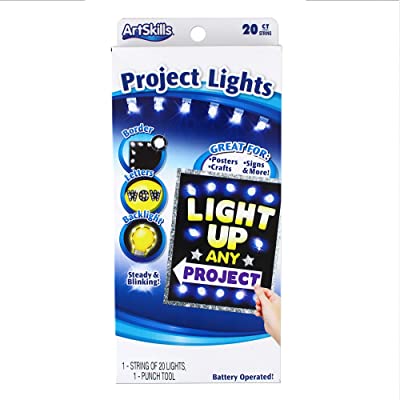 ArtSkills
20 CT
STRING
Project Lights
Border
Letters
WOW
Backlight
Steady &
Blinking!
GREAT FOR:
•Posters •Signs
•Crafts &More!
LIGHT
UP
ANY
PROJECT
1 - STRING OF 20 LIGHTS,
1 - PUNCH TOOL
Battery Operated!